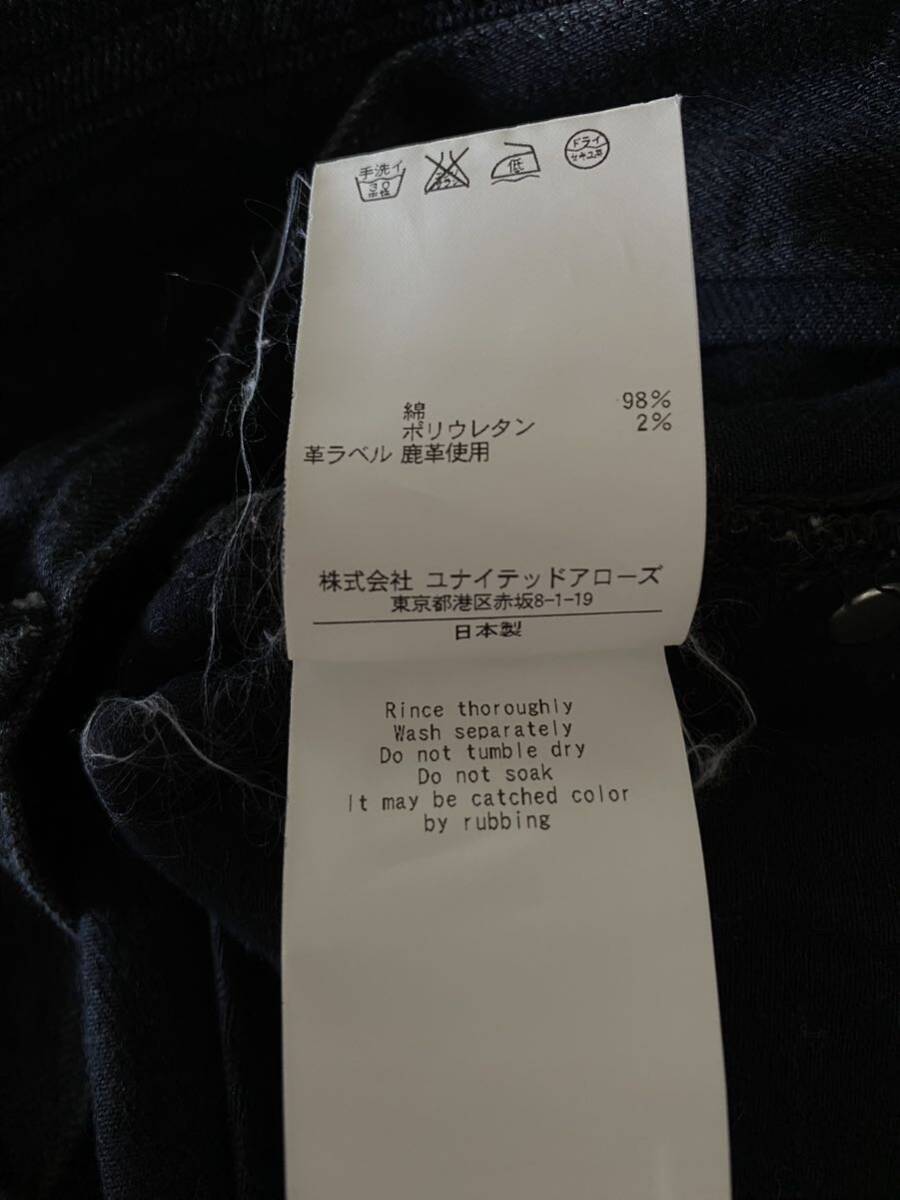 手洗イ
30
中性
低
ドライ
セキユ系
綿 98%
ポリウレタン 2%
革ラベル 鹿革使用
株式会社 ユナイテッドアローズ
東京都港区赤坂8-1-19
日本製
Rince thoroughly
Wash separately
Do not tumble dry
Do not soak
It may be catched color
by rubbing